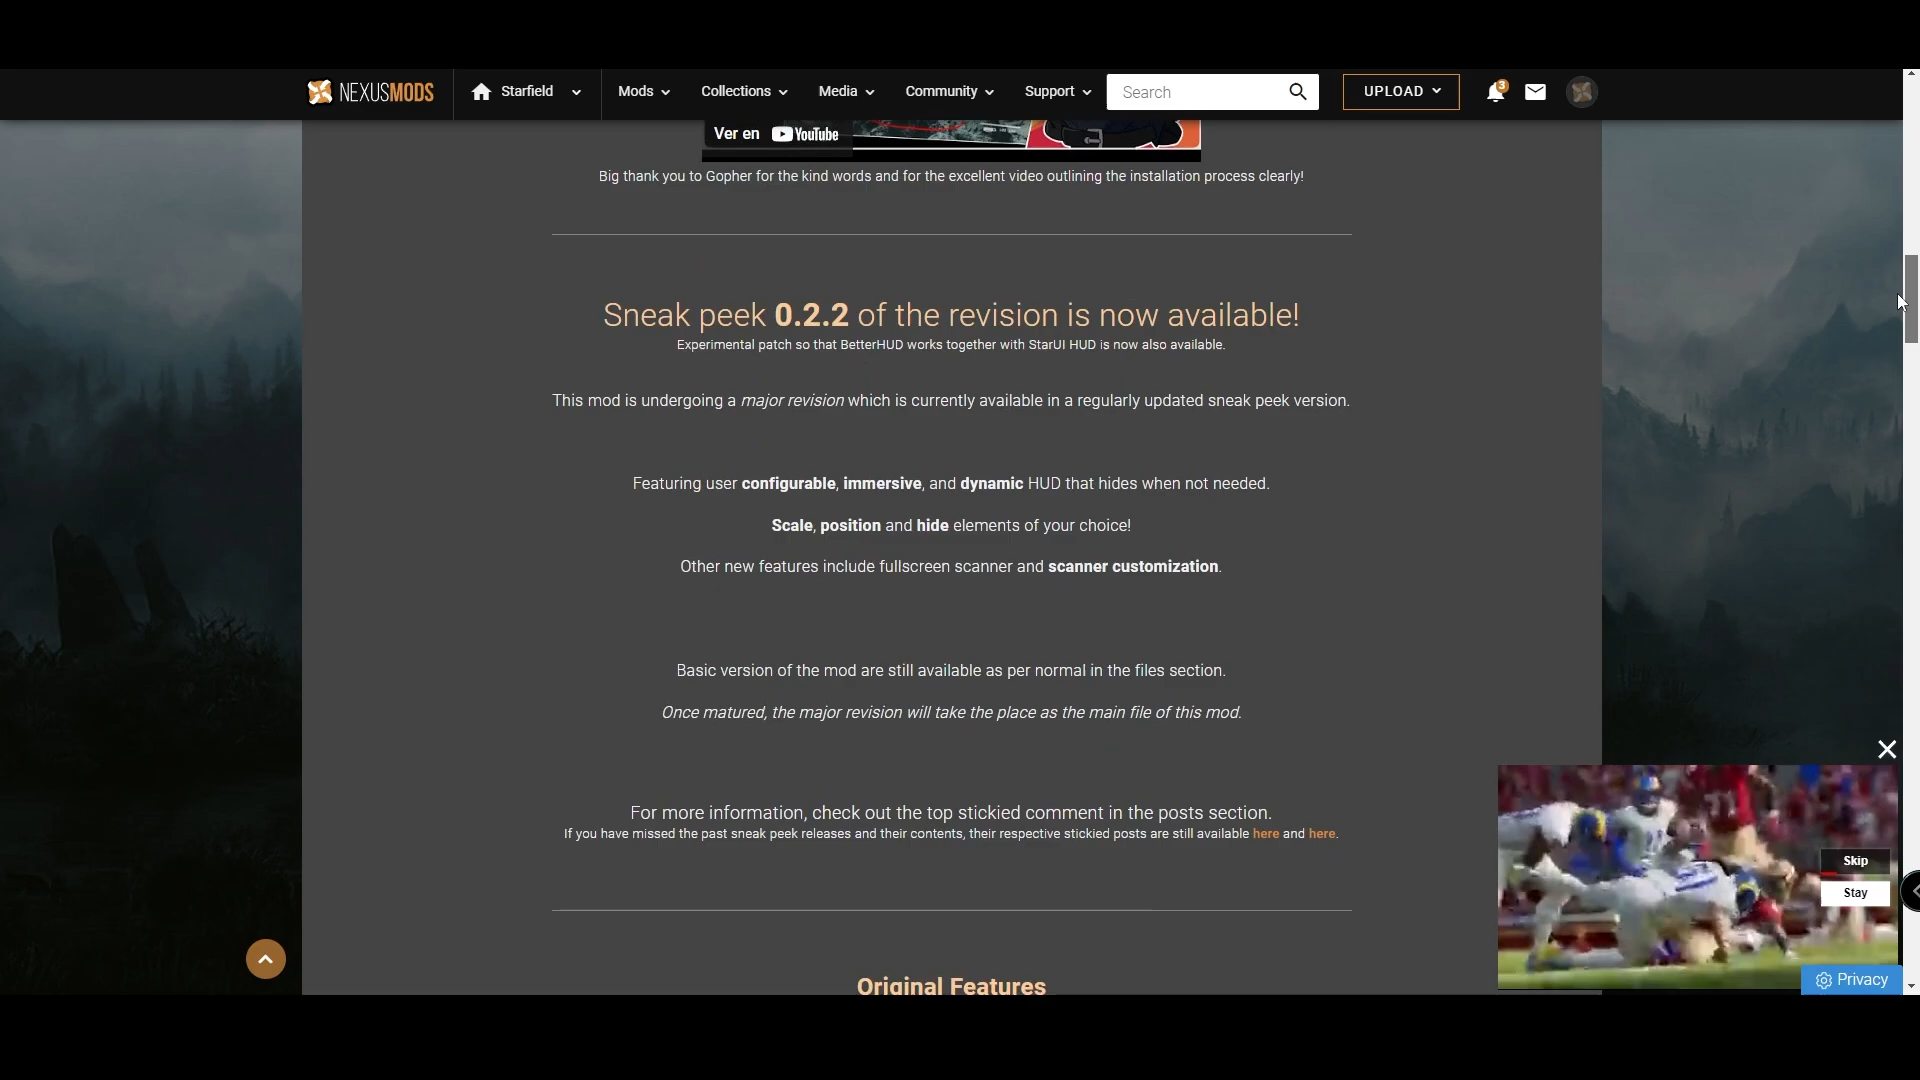 NEXUSMODS
Starfield
Mods
Collections
Media
Community
Support
Search
UPLOAD
3
Ver en YouTube
Big thank you to Gopher for the kind words and for the excellent video outlining the installation process clearly!
Sneak peek 0.2.2 of the revision is now available!
Experimental patch so that BetterHUD works together with StarUI HUD is now also available.
This mod is undergoing a major revision which is currently available in a regularly updated sneak peek version.
Featuring user configurable, immersive, and dynamic HUD that hides when not needed.
Scale, position and hide elements of your choice!
Other new features include fullscreen scanner and scanner customization.
Basic version of the mod are still available as per normal in the files section.
Once matured, the major revision will take the place as the main file of this mod.
For more information, check out the top stickied comment in the posts section.
If you have missed the past sneak peek releases and their contents, their respective stickied posts are still available here and here.
Skip
Stay
Privacy
Original Features